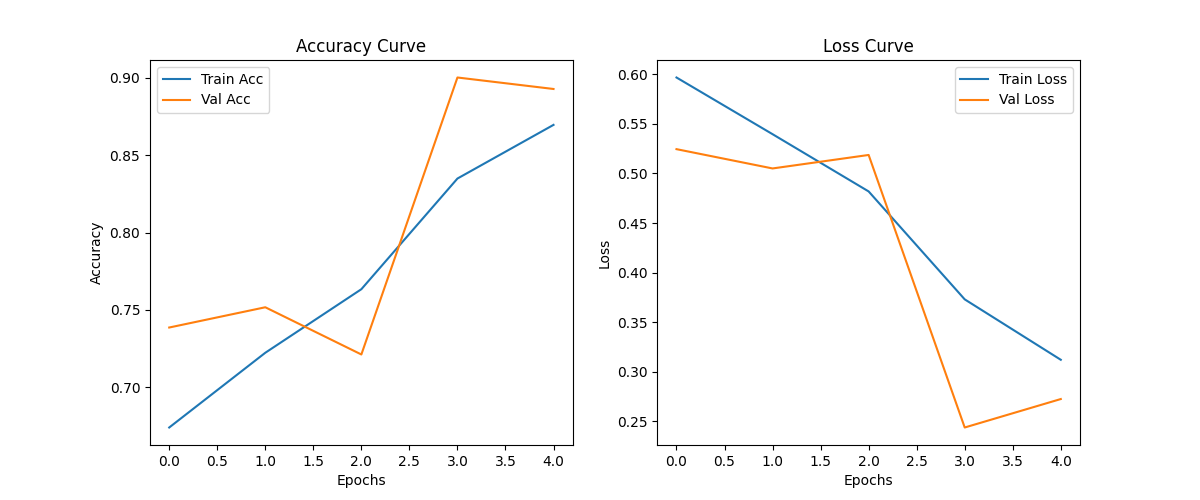 Accuracy Curve
Train Acc
Val Acc
0.90
0.85
0.80
0.75
0.70
Accuracy
0.0 0.5 1.0 1.5 2.0 2.5 3.0 3.5 4.0
Epochs
Loss Curve
Train Loss
Val Loss
0.60
0.55
0.50
0.45
0.40
0.35
0.30
0.25
Loss
0.0 0.5 1.0 1.5 2.0 2.5 3.0 3.5 4.0
Epochs